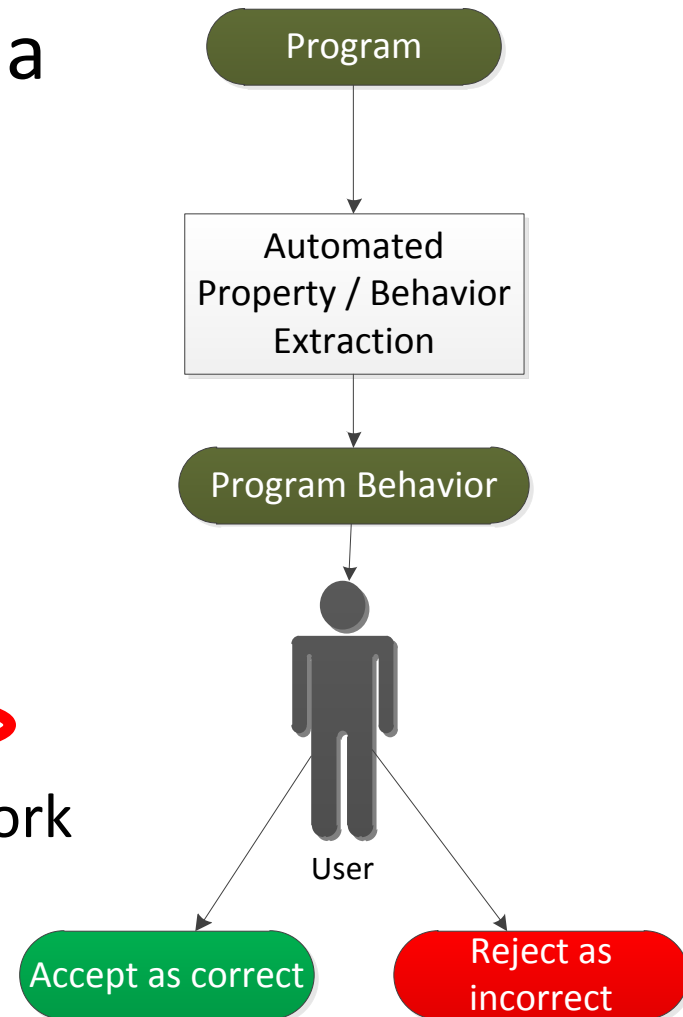 a
Program
Automated
Property / Behavior
Extraction
Program Behavior
ork
User
Accept as correct
Reject as
incorrect